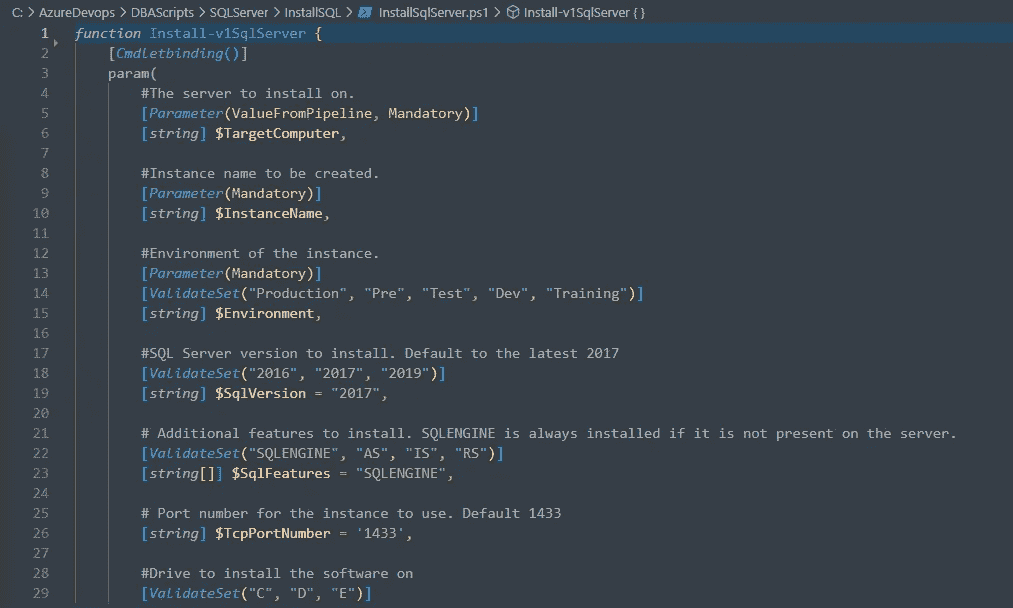 C: > AzureDevops > DBAScripts > SQLServer > InstallSQL > InstallSqlServer.ps1 > Install-v1SqlServer { }
1 function Install-v1SqlServer {
2 [Cmdletbinding()]
3 param(
4 #The server to install on.
5 [Parameter(ValueFromPipeline, Mandatory)]
6 [string] $TargetComputer,
7
8 #Instance name to be created.
9 [Parameter(Mandatory)]
10 [string] $InstanceName,
11
12 #Environment of the instance.
13 [Parameter(Mandatory)]
14 [ValidateSet("Production", "Pre", "Test", "Dev", "Training")]
15 [string] $Environment,
16
17 #SQL Server version to install. Default to the latest 2017
18 [ValidateSet("2016", "2017", "2019")]
19 [string] $SqlVersion = "2017",
20
21 # Additional features to install. SQLENGINE is always installed if it is not present on the server.
22 [ValidateSet("SQLENGINE", "AS", "IS", "RS")]
23 [string[]] $SqlFeatures = "SQLENGINE",
24
25 # Port number for the instance to use. Default 1433
26 [string] $TcpPortNumber = '1433',
27
28 #Drive to install the software on
29 [ValidateSet("C", "D", "E")]